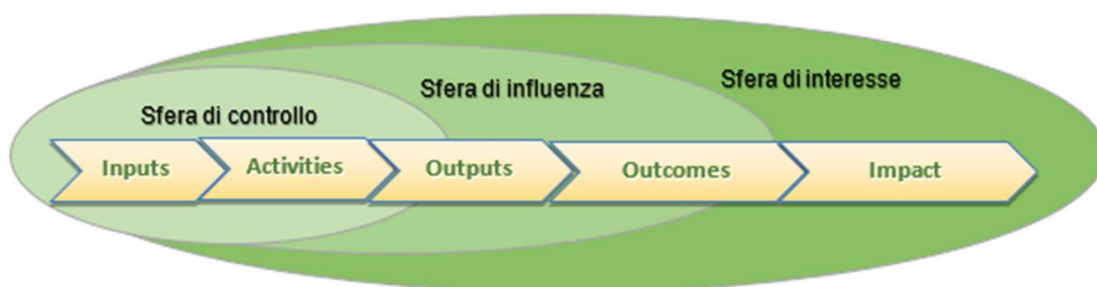 Sfera di interesse
Sfera di influenza
Sfera di controllo
Inputs
Activities
Outputs
Outcomes
Impact